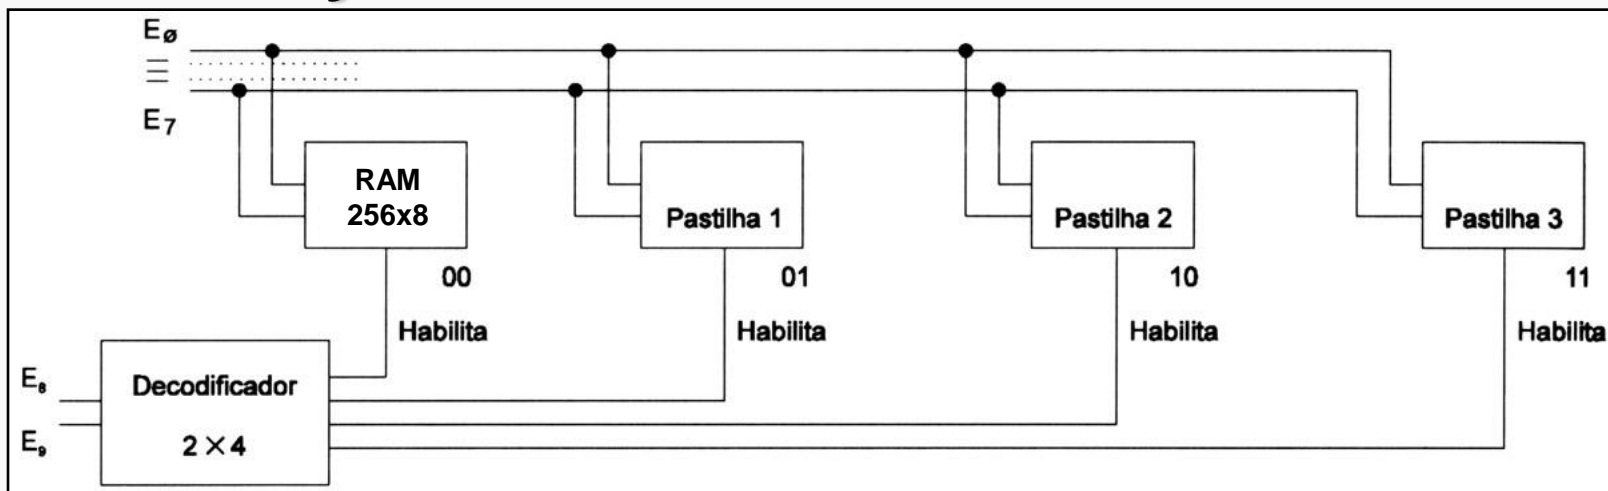 Eø
E7
RAM
256x8
Pastilha 1
Pastilha 2
Pastilha 3
00
01
10
11
Habilita
Habilita
Habilita
Habilita
E8
Decodificador
E9
2 × 4